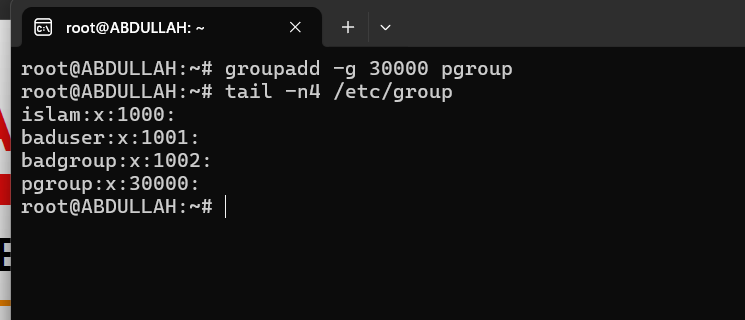 root@ABDULLAH: ~
root@ABDULLAH:~# groupadd -g 30000 pgroup
root@ABDULLAH:~# tail -n4 /etc/group
islam:x:1000:
baduser:x:1001:
badgroup:x:1002:
pgroup:x:30000:
root@ABDULLAH:~#